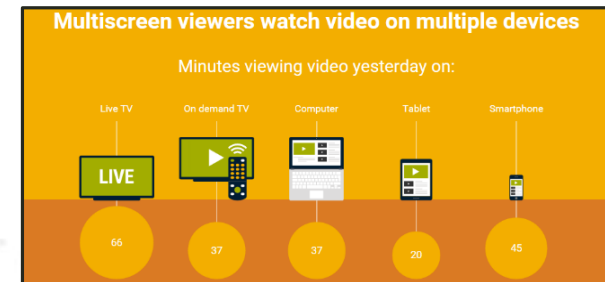 Multiscreen viewers watch video on multiple devices
Minutes viewing video yesterday on:
Live TV On demand TV Computer Tablet Smartphone
LIVE
66 37 37 20 45